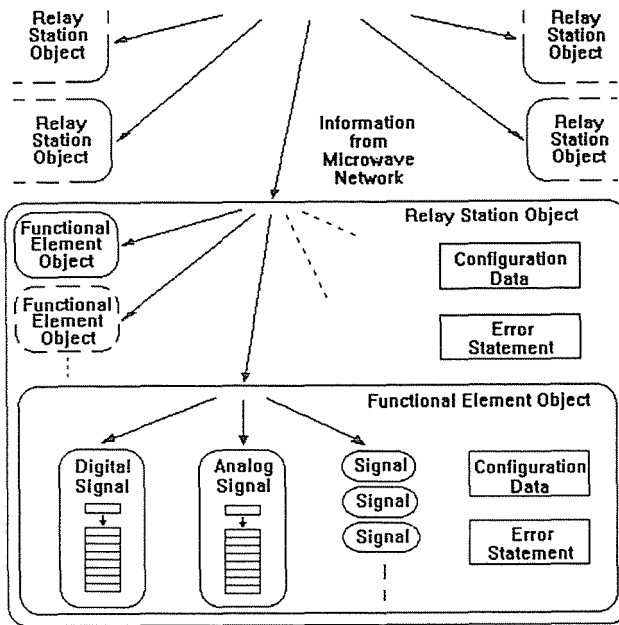 Relay
Station
Object
Relay
Station
Object
Relay
Station
Object
Relay
Station
Object
Information
from
Microwave
Network
Relay Station Object
Functional
Element
Object
Functional
Element
Object
Configuration
Data
Error
Statement
Functional Element Object
Digital
Signal
Analog
Signal
Signal
Signal
Signal
Configuration
Data
Error
Statement